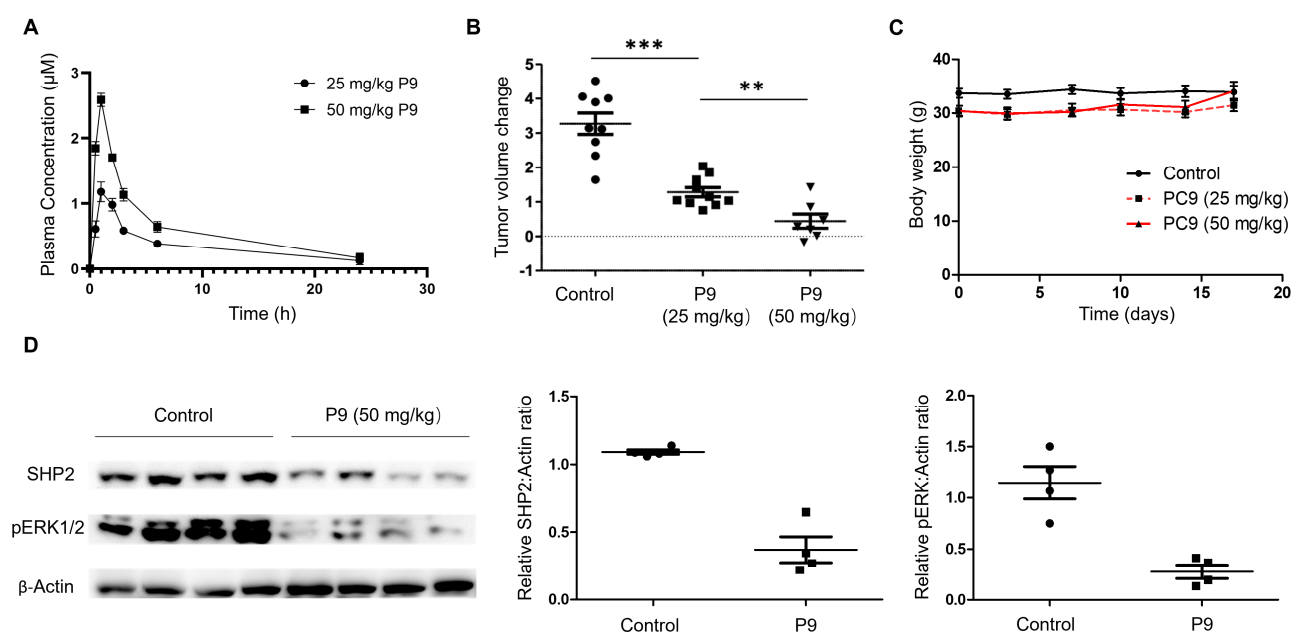 A
Plasma Concentration (μM)
3
2
1
0
0
10
20
30
Time (h)
25 mg/kg P9
50 mg/kg P9
B
Tumor volume change
5
4
3
2
1
0
-1
***
**
Control
P9
(25 mg/kg)
P9
(50 mg/kg)
C
Body weight (g)
40
30
20
10
0
0
5
10
15
20
Time (days)
Control
PC9 (25 mg/kg)
PC9 (50 mg/kg)
D
Control
P9 (50 mg/kg)
SHP2
pERK1/2
β-Actin
Relative SHP2:Actin ratio
1.5
1.0
0.5
0.0
Control
P9
Relative pERK:Actin ratio
2.0
1.5
1.0
0.5
0.0
Control
P9